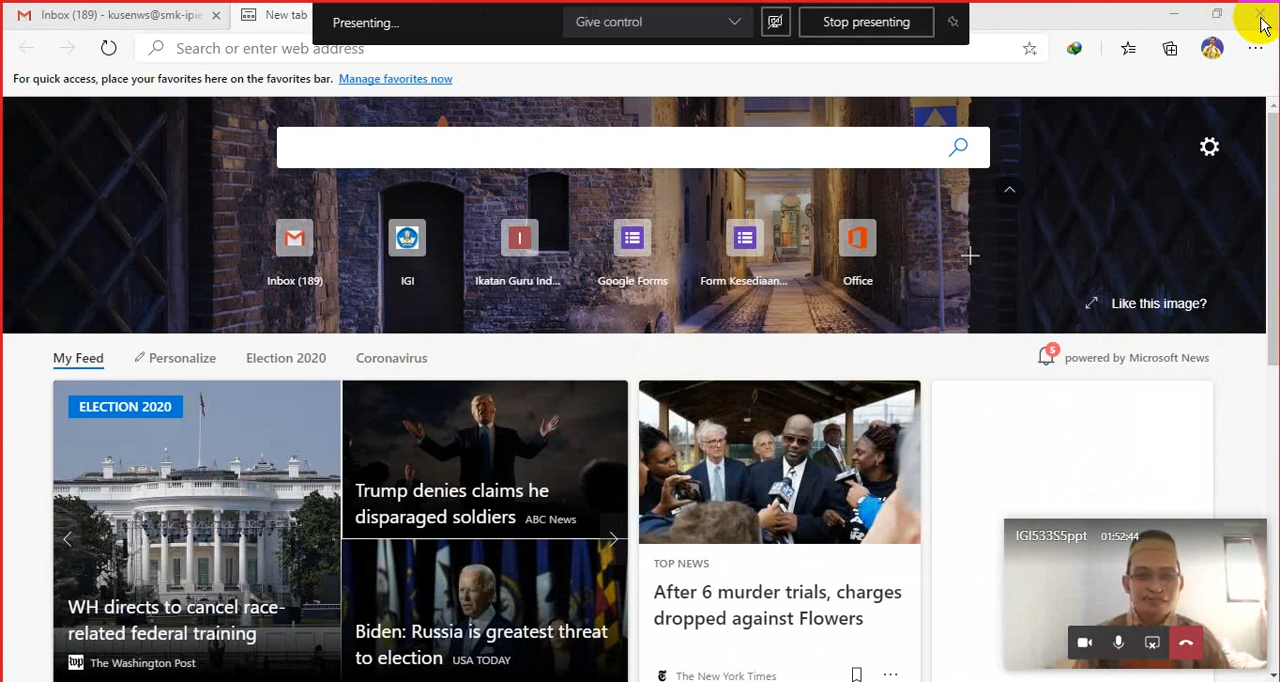 Inbox (189) - kusenws@smk-ipie
New tab
Presenting...
Give control
Stop presenting
Search or enter web address
For quick access, place your favorites here on the favorites bar. Manage favorites now
Inbox (189)
IGI
Ikatan Guru Ind...
Google Forms
Form Kesediaan...
Office
Like this image?
My Feed
Personalize
Election 2020
Coronavirus
5
powered by Microsoft News
ELECTION 2020
WH directs to cancel race-
related federal training
wp The Washington Post
Trump denies claims he
disparaged soldiers ABC News
Biden: Russia is greatest threat
to election USA TODAY
TOP NEWS
After 6 murder trials, charges
dropped against Flowers
The New York Times
IGI533S5ppt 01:52:44